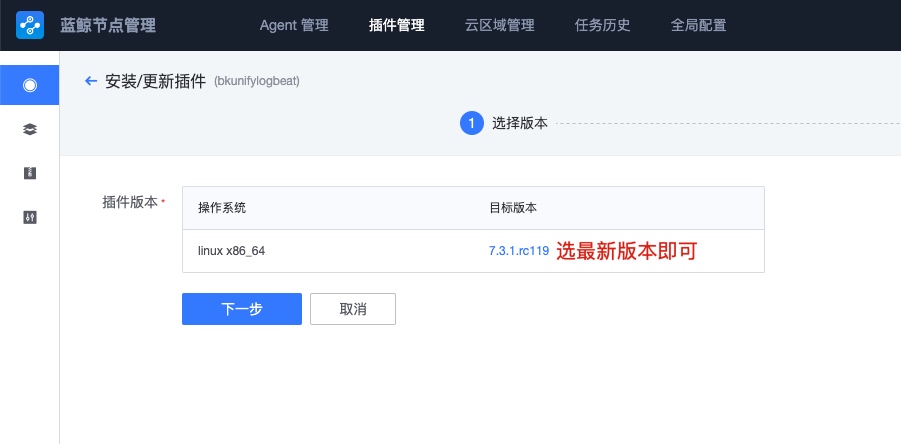 蓝鲸节点管理 Agent 管理 插件管理 云区域管理 任务历史 全局配置
安装/更新插件 (bkunifylogbeat)
1 选择版本
插件版本 *
操作系统 目标版本
linux x86_64 7.3.1.rc119 选最新版本即可
下一步 取消